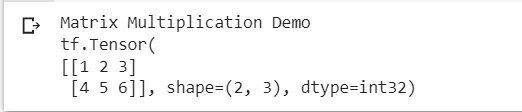 Matrix Multiplication Demo
tf.Tensor(
[[1 2 3]
 [4 5 6]], shape=(2, 3), dtype=int32)